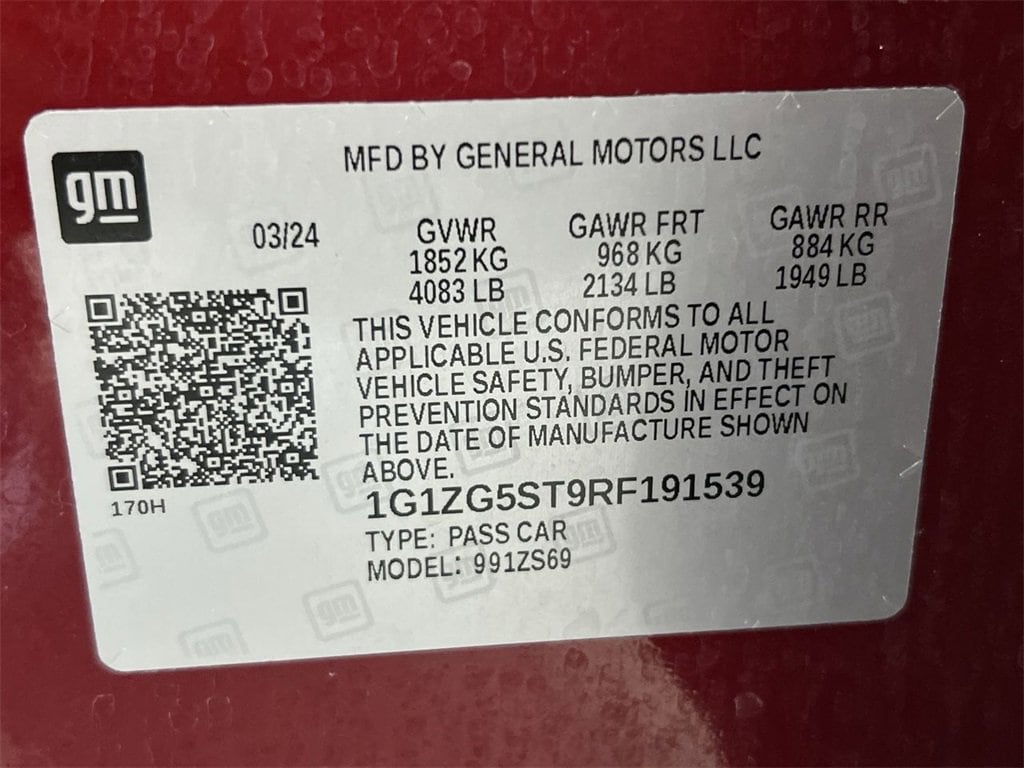 gm
MFD BY GENERAL MOTORS LLC
03/24
GVWR
1852 KG
4083 LB
GAWR FRT
968 KG
2134 LB
GAWR RR
884 KG
1949 LB
THIS VEHICLE CONFORMS TO ALL
APPLICABLE U.S. FEDERAL MOTOR
VEHICLE SAFETY, BUMPER, AND THEFT
PREVENTION STANDARDS IN EFFECT ON
THE DATE OF MANUFACTURE SHOWN
ABOVE.
170H
1G1ZG5ST9RF191539
TYPE: PASS CAR
MODEL: 991ZS69